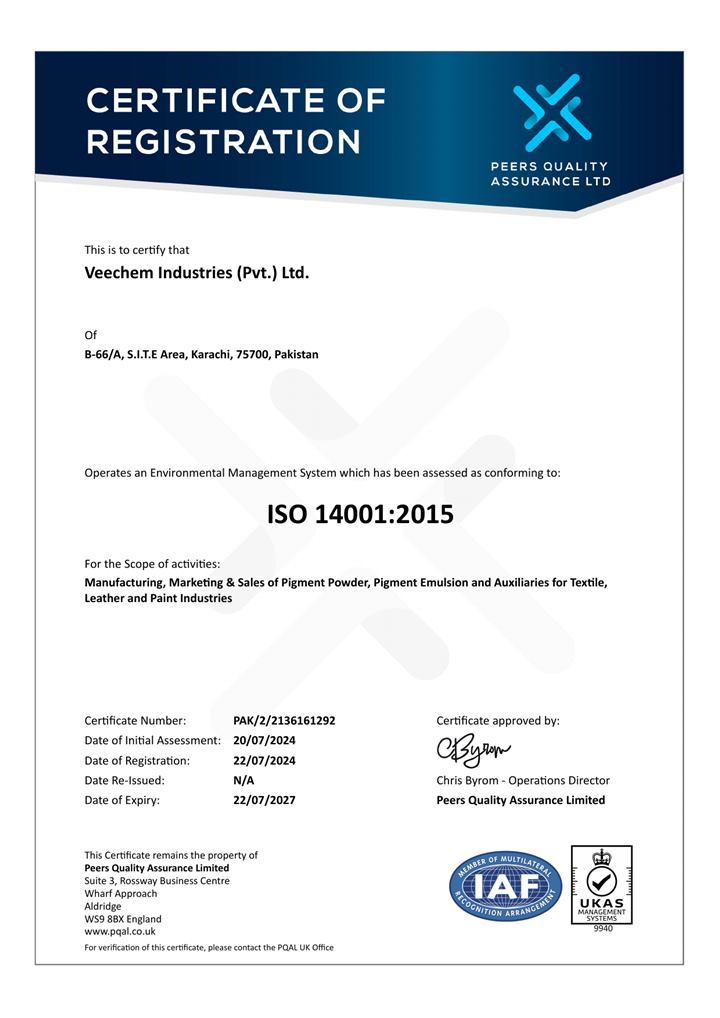 CERTIFICATE OF
REGISTRATION
PEERS QUALITY
ASSURANCE LTD
This is to certify that
Veechem Industries (Pvt.) Ltd.
Of
B-66/A, S.I.T.E Area, Karachi, 75700, Pakistan
Operates an Environmental Management System which has been assessed as conforming to:
ISO 14001:2015
For the Scope of activities:
Manufacturing, Marketing & Sales of Pigment Powder, Pigment Emulsion and Auxiliaries for Textile,
Leather and Paint Industries
Certificate Number: PAK/2/2136161292
Date of Initial Assessment: 20/07/2024
Date of Registration: 22/07/2024
Date Re-Issued: N/A
Date of Expiry: 22/07/2027
Certificate approved by:
CByrom
Chris Byrom - Operations Director
Peers Quality Assurance Limited
This Certificate remains the property of
Peers Quality Assurance Limited
Suite 3, Rossway Business Centre
Wharf Approach
Aldridge
WS9 8BX England
www.pqal.co.uk
For verification of this certificate, please contact the PQAL UK Office
MEMBER OF MULTILATERAL
IAF
RECOGNITION ARRANGEMENT
UKAS
MANAGEMENT
SYSTEMS
9940